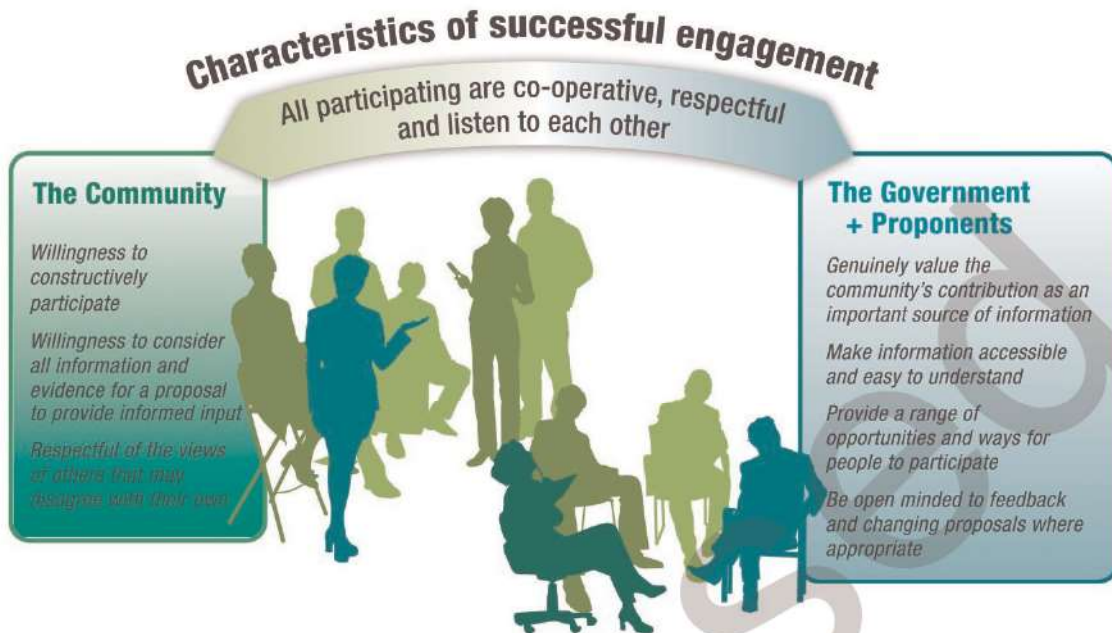 Characteristics of successful engagement
All participating are co-operative, respectful
and listen to each other
The Community
Willingness to
constructively
participate
Willingness to consider
all information and
evidence for a proposal
to provide informed input
Respectful of the views
of others that may
disagree with their own
The Government
+ Proponents
Genuinely value the
community's contribution as an
important source of information
Make information accessible
and easy to understand
Provide a range of
opportunities and ways for
people to participate
Be open minded to feedback
and changing proposals where
appropriate
sed